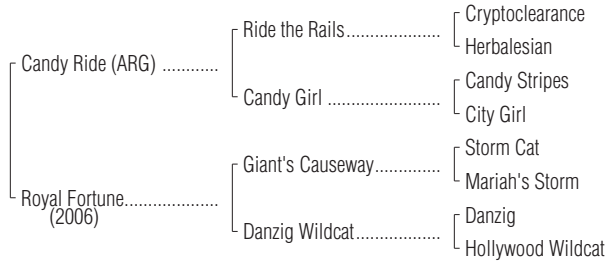 Cryptoclearance
Ride the Rails....................
Herbalesian
Candy Ride (ARG) ............
Candy Stripes
Candy Girl ........................
City Girl
Storm Cat
Giant's Causeway..............
Mariah's Storm
Royal Fortune....................
(2006)
Danzig
Danzig Wildcat..................
Hollywood Wildcat